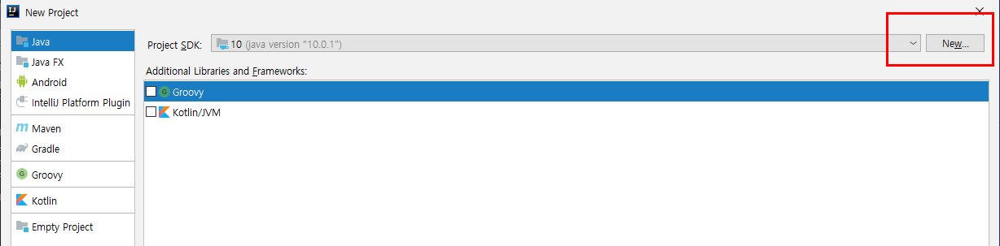 New Project
Java
Java FX
Android
IntelliJ Platform Plugin
Maven
Gradle
Groovy
Kotlin
Empty Project
Project SDK: 10 (java version "10.0.1") New...
Additional Libraries and Frameworks:
Groovy
Kotlin/JVM